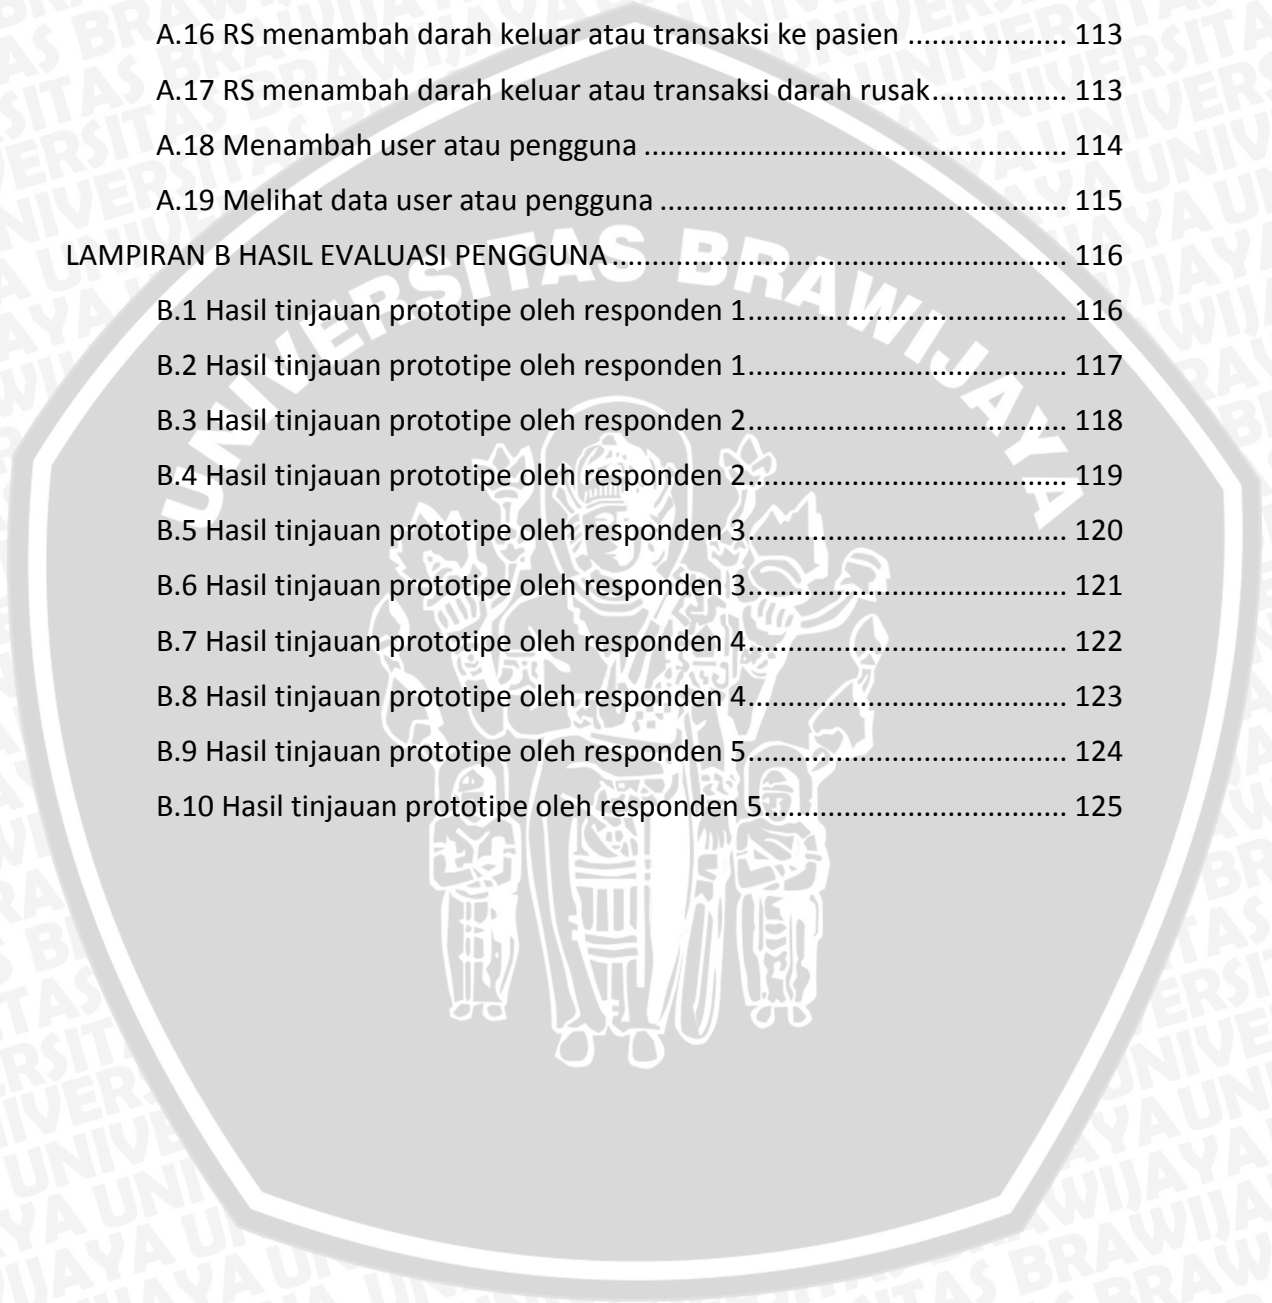 A.16 RS menambah darah keluar atau transaksi ke pasien .................... 113
A.17 RS menambah darah keluar atau transaksi darah rusak................. 113
A.18 Menambah user atau pengguna ..................................................... 114
A.19 Melihat data user atau pengguna ................................................... 115
LAMPIRAN B HASIL EVALUASI PENGGUNA......................................................... 116
B.1 Hasil tinjauan prototipe oleh responden 1........................................ 116
B.2 Hasil tinjauan prototipe oleh responden 1........................................ 117
B.3 Hasil tinjauan prototipe oleh responden 2........................................ 118
B.4 Hasil tinjauan prototipe oleh responden 2........................................ 119
B.5 Hasil tinjauan prototipe oleh responden 3........................................ 120
B.6 Hasil tinjauan prototipe oleh responden 3........................................ 121
B.7 Hasil tinjauan prototipe oleh responden 4........................................ 122
B.8 Hasil tinjauan prototipe oleh responden 4........................................ 123
B.9 Hasil tinjauan prototipe oleh responden 5........................................ 124
B.10 Hasil tinjauan prototipe oleh responden 5...................................... 125
UNIVERSITAS BRAWIJAYA